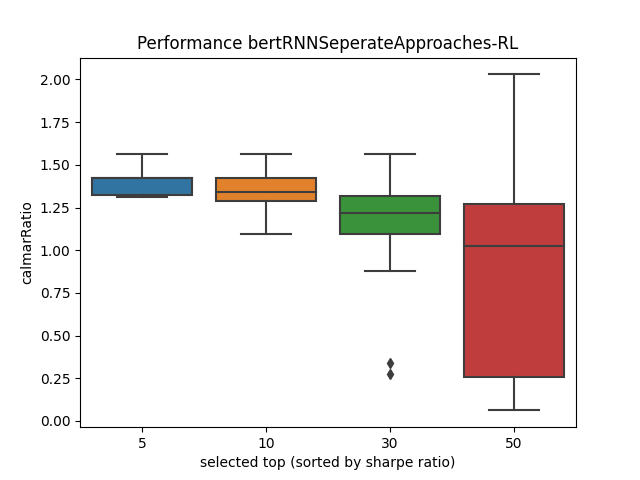 Performance bertRNNSeperateApproaches-RL
2.00
1.75
1.50
1.25
1.00
0.75
0.50
0.25
0.00
calmarRatio
5 10 30 50
selected top (sorted by sharpe ratio)